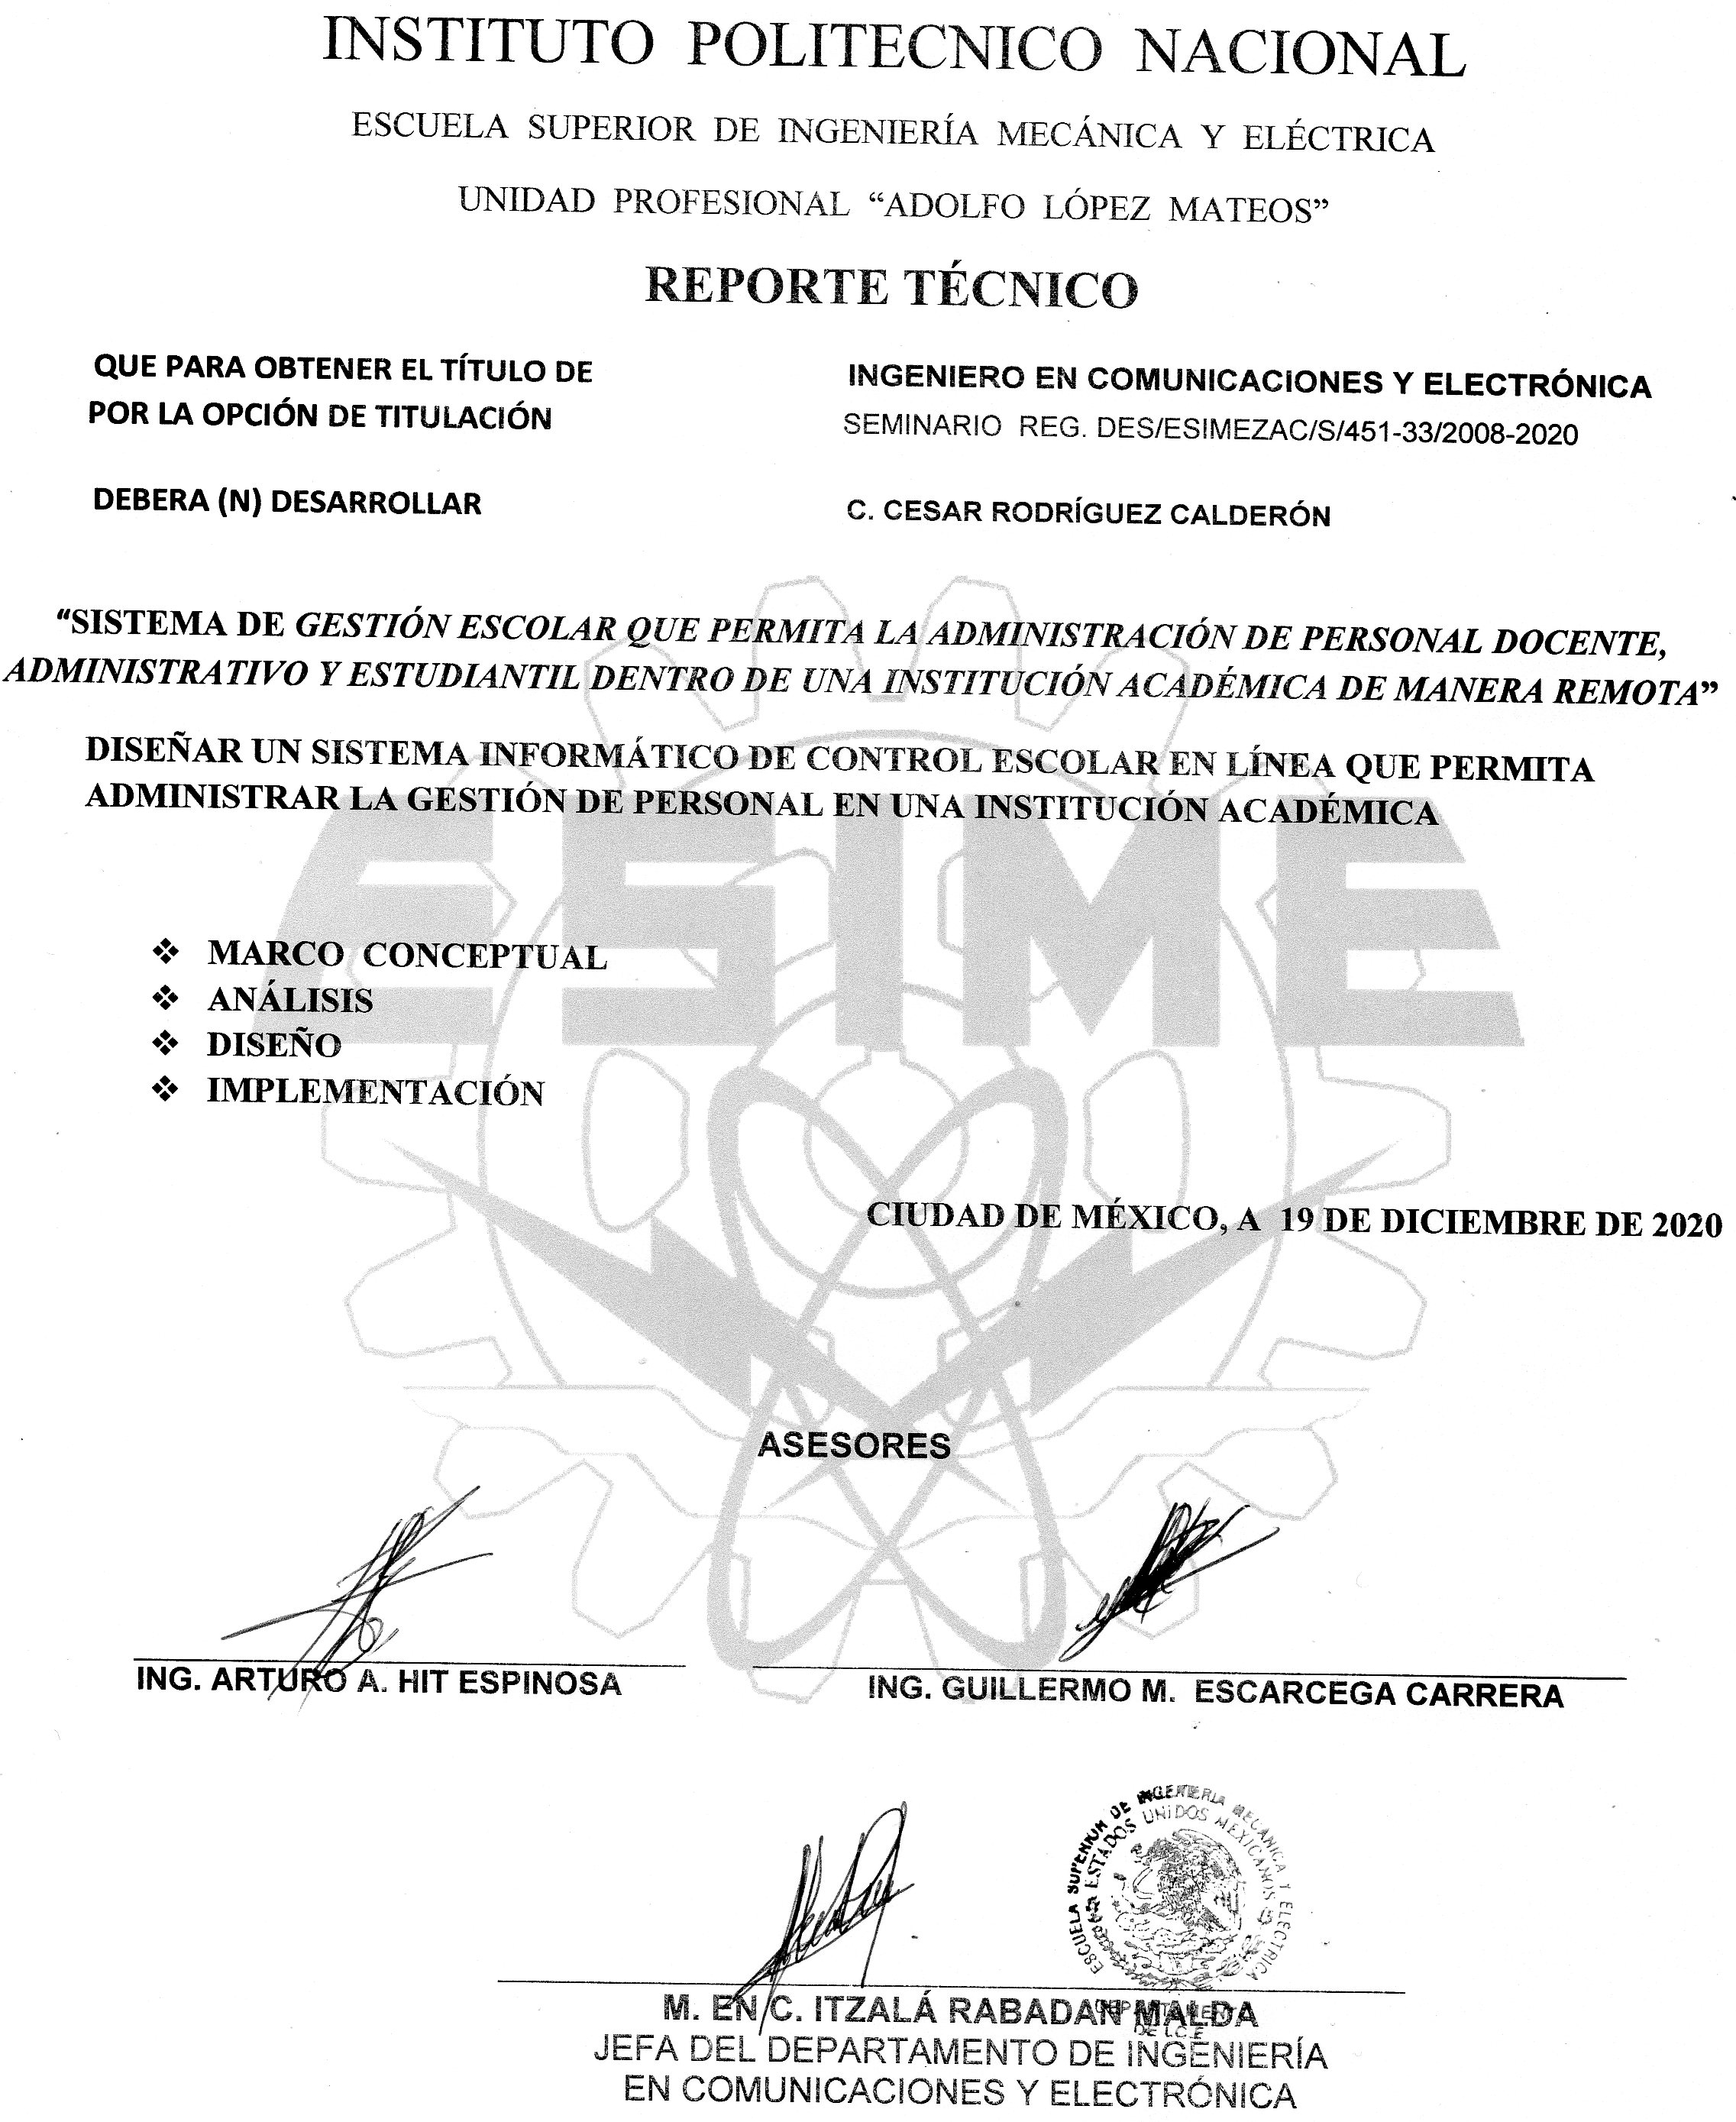 INSTITUTO POLITECNICO NACIONAL
ESCUELA SUPERIOR DE INGENIERÍA MECÁNICA Y ELÉCTRICA
UNIDAD PROFESIONAL “ADOLFO LÓPEZ MATEOS”
REPORTE TÉCNICO
QUE PARA OBTENER EL TÍTULO DE INGENIERO EN COMUNICACIONES Y ELECTRÓNICA
POR LA OPCIÓN DE TITULACIÓN SEMINARIO REG. DES/ESIMEZAC/S/451-33/2008-2020
DEBERA (N) DESARROLLAR C. CESAR RODRÍGUEZ CALDERÓN
“SISTEMA DE GESTIÓN ESCOLAR QUE PERMITA LA ADMINISTRACIÓN DE PERSONAL DOCENTE,
ADMINISTRATIVO Y ESTUDIANTIL DENTRO DE UNA INSTITUCIÓN ACADÉMICA DE MANERA REMOTA”
DISEÑAR UN SISTEMA INFORMÁTICO DE CONTROL ESCOLAR EN LÍNEA QUE PERMITA
ADMINISTRAR LA GESTIÓN DE PERSONAL EN UNA INSTITUCIÓN ACADÉMICA
ESIME
❖ MARCO CONCEPTUAL
❖ ANÁLISIS
❖ DISEÑO
❖ IMPLEMENTACIÓN
CIUDAD DE MÉXICO, A 19 DE DICIEMBRE DE 2020
ASESORES
ING. ARTURO A. HIT ESPINOSA
ING. GUILLERMO M. ESCARCEGA CARRERA
ESCUELA SUPERIOR DE INGENIERIA MECANICA Y ELECTRICA
ESTADOS UNIDOS MEXICANOS
DEPARTAMENTO
DE I.C.E
M. EN C. ITZALÁ RABADAN MALDA
JEFA DEL DEPARTAMENTO DE INGENIERÍA
EN COMUNICACIONES Y ELECTRÓNICA